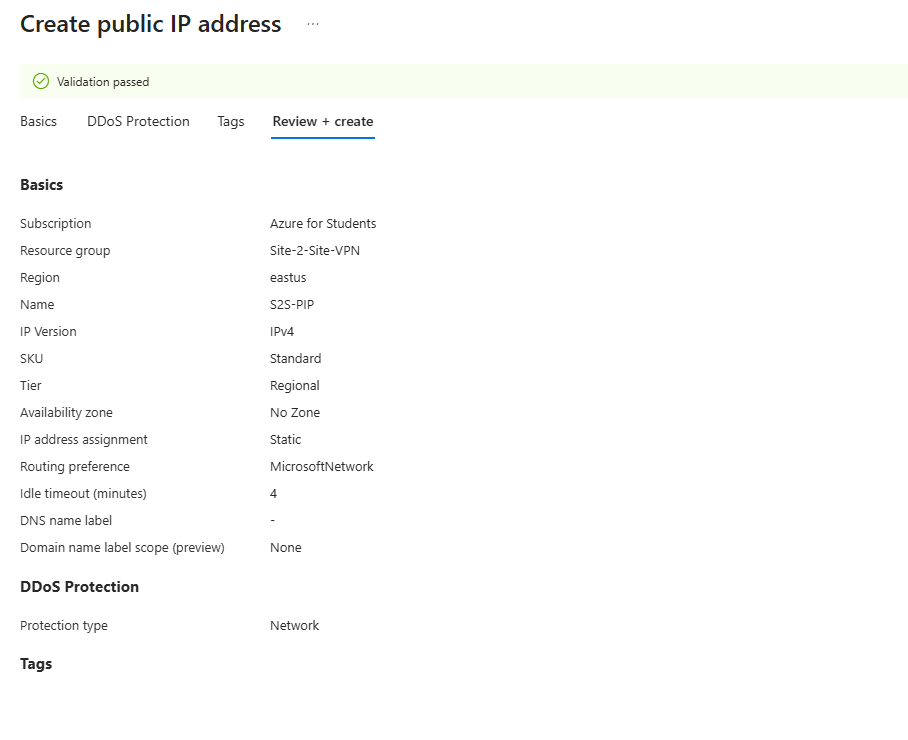 Create public IP address ...
Validation passed
Basics DDoS Protection Tags Review + create
Basics
Subscription Azure for Students
Resource group Site-2-Site-VPN
Region eastus
Name S2S-PIP
IP Version IPv4
SKU Standard
Tier Regional
Availability zone No Zone
IP address assignment Static
Routing preference MicrosoftNetwork
Idle timeout (minutes) 4
DNS name label -
Domain name label scope (preview) None
DDoS Protection
Protection type Network
Tags